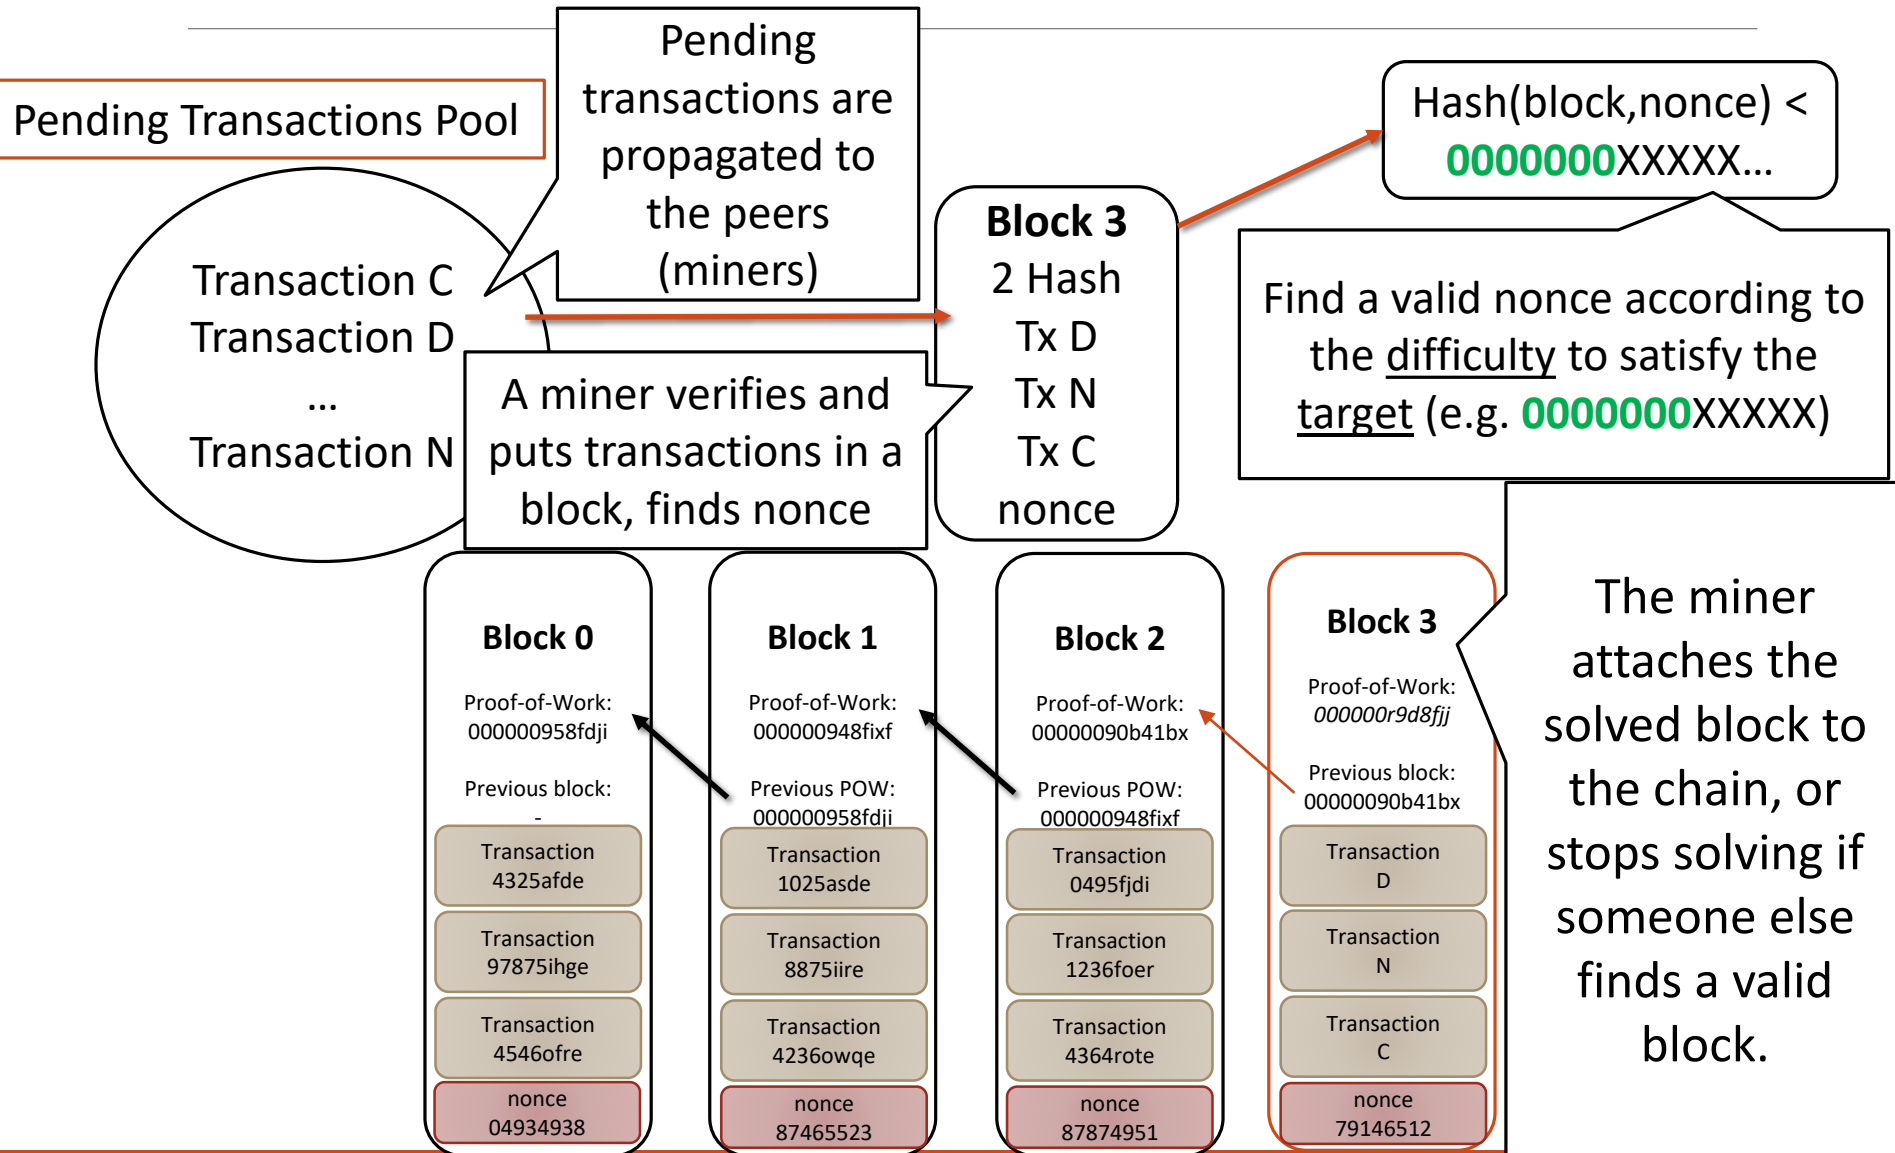 Pending Transactions Pool
Pending
transactions are
propagated to
the peers
(miners)
Hash(block,nonce) <
0000000XXXXX...
Transaction C
Transaction D
...
Transaction N
A miner verifies and
puts transactions in a
block, finds nonce
Block 3
2 Hash
Tx D
Tx N
Tx C
nonce
Find a valid nonce according to
the difficulty to satisfy the
target (e.g. 0000000XXXXX)
Block 0
Proof-of-Work:
000000958fdji
Previous block:
-
Transaction
4325afde
Transaction
97875ihge
Transaction
4546ofre
nonce
04934938
Block 1
Proof-of-Work:
000000948fixf
Previous POW:
000000958fdji
Transaction
1025asde
Transaction
8875iire
Transaction
4236owqe
nonce
87465523
Block 2
Proof-of-Work:
00000090b41bx
Previous POW:
000000948fixf
Transaction
0495fjdi
Transaction
1236foer
Transaction
4364rote
nonce
87874951
Block 3
Proof-of-Work:
000000r9d8fjj
Previous block:
00000090b41bx
Transaction
D
Transaction
N
Transaction
C
nonce
79146512
The miner
attaches the
solved block to
the chain, or
stops solving if
someone else
finds a valid
block.